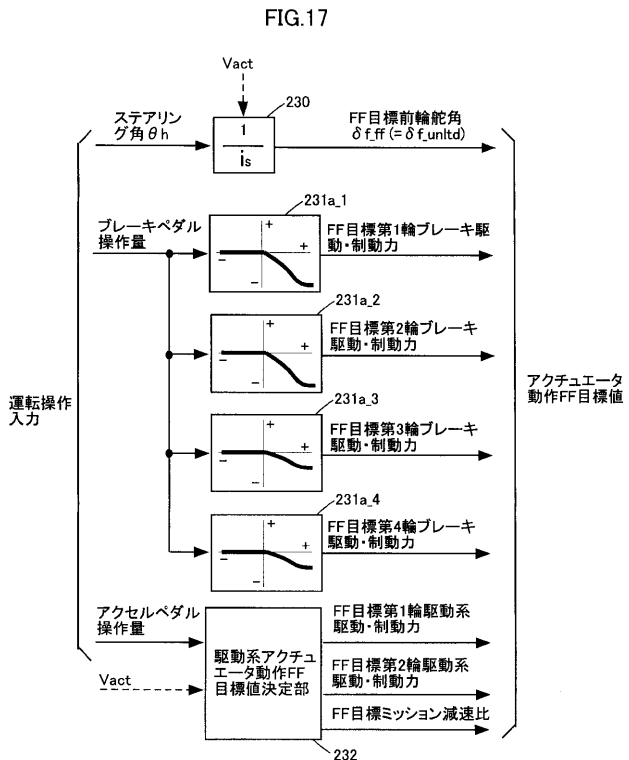 FIG.17
Vact
230
ステアリン
グ角θh
1
is
FF目標前輪舵角
δf_ff(=δf_unltd)
231a_1
ブレーキペダル
操作量
+
+
−
−
FF目標第1輪ブレーキ駆
動・制動力
231a_2
+
+
−
−
FF目標第2輪ブレーキ
駆動・制動力
運転操作
入力
アクチュエータ
動作FF目標値
231a_3
+
+
−
−
FF目標第3輪ブレーキ
駆動・制動力
231a_4
+
+
−
−
FF目標第4輪ブレーキ
駆動・制動力
アクセルペダル
操作量
Vact
駆動系アクチュ
エータ動作FF
目標値決定部
FF目標第1輪駆動系
駆動・制動力
FF目標第2輪駆動系
駆動・制動力
FF目標ミッション減速比
232